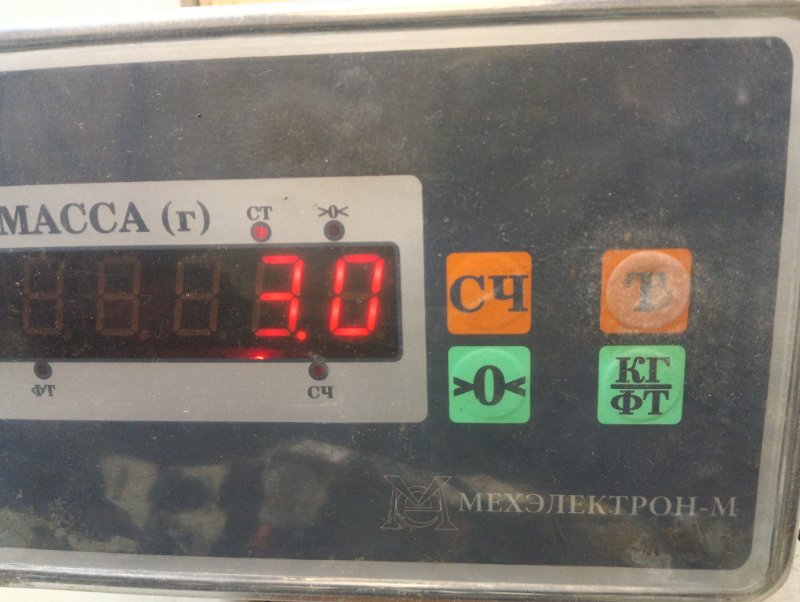 МАССА (г)
СТ >0<
3.0
ФТ СЧ
СЧ Т
>0< КГ
ФТ
МЕХЭЛЕКТРОН-М